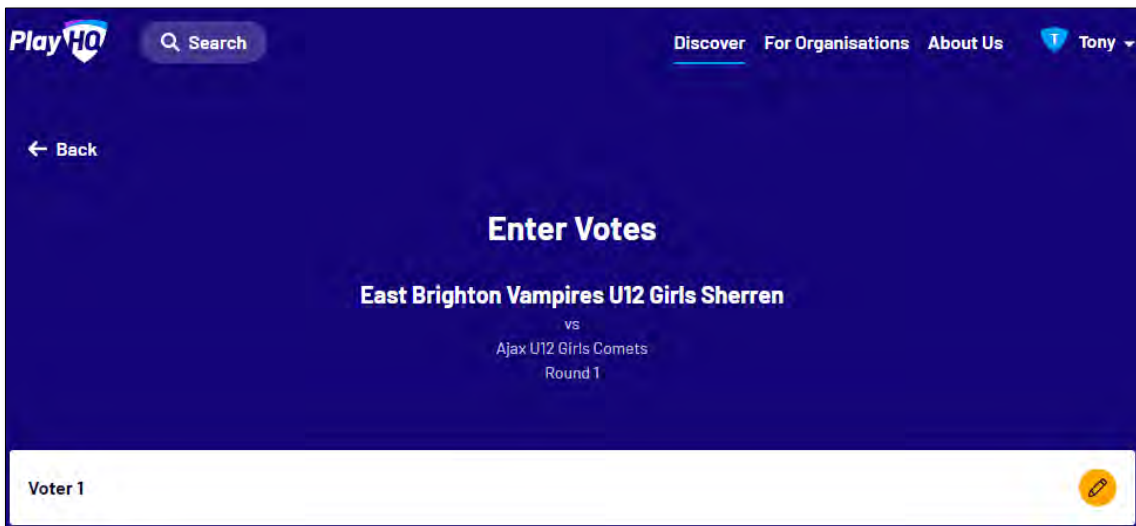 PlayHQ Search Discover For Organisations About Us T Tony
← Back
Enter Votes
East Brighton Vampires U12 Girls Sherren
vs
Ajax U12 Girls Comets
Round 1
Voter 1